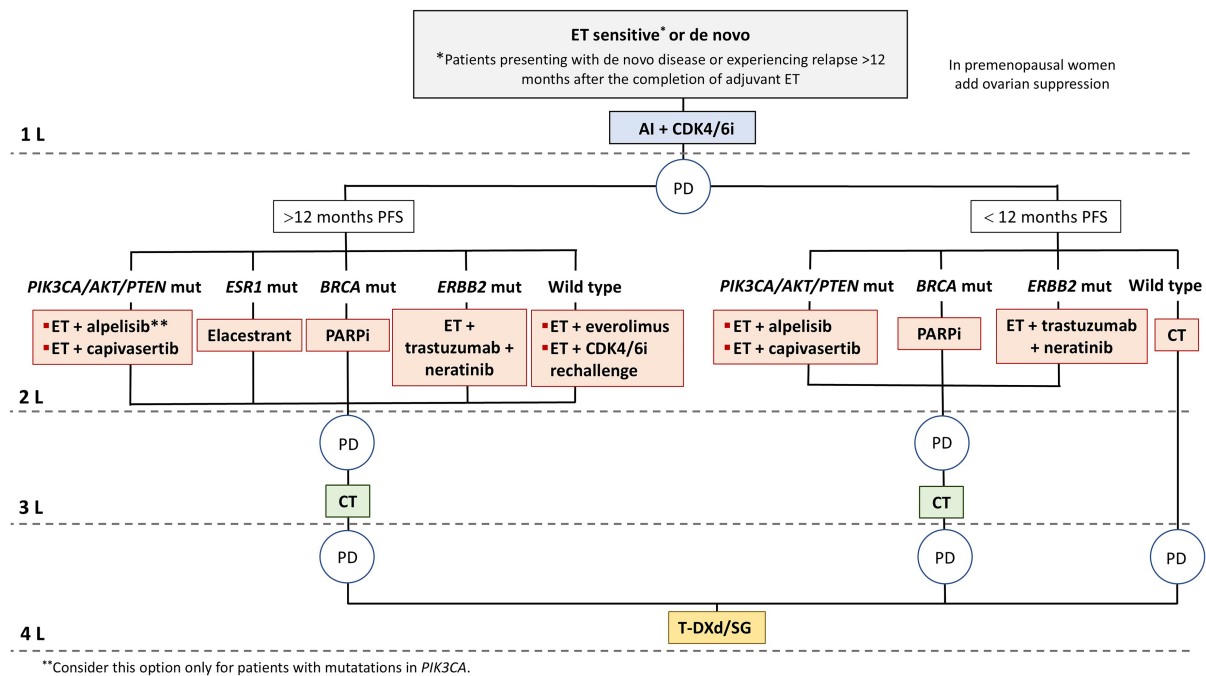 ET sensitive* or de novo
*Patients presenting with de novo disease or experiencing relapse >12
months after the completion of adjuvant ET
In premenopausal women
add ovarian suppression
1 L
AI + CDK4/6i
PD
>12 months PFS
< 12 months PFS
PIK3CA/AKT/PTEN mut
ESR1 mut
BRCA mut
ERBB2 mut
Wild type
PIK3CA/AKT/PTEN mut
BRCA mut
ERBB2 mut
Wild type
▪ET + alpelisib**
▪ET + capivasertib
Elacestrant
PARPi
ET +
trastuzumab +
neratinib
▪ET + everolimus
▪ET + CDK4/6i
rechallenge
▪ET + alpelisib
▪ET + capivasertib
PARPi
ET + trastuzumab
+ neratinib
CT
2 L
PD
PD
3 L
CT
CT
PD
PD
PD
T-DXd/SG
4 L
**Consider this option only for patients with mutatations in PIK3CA.